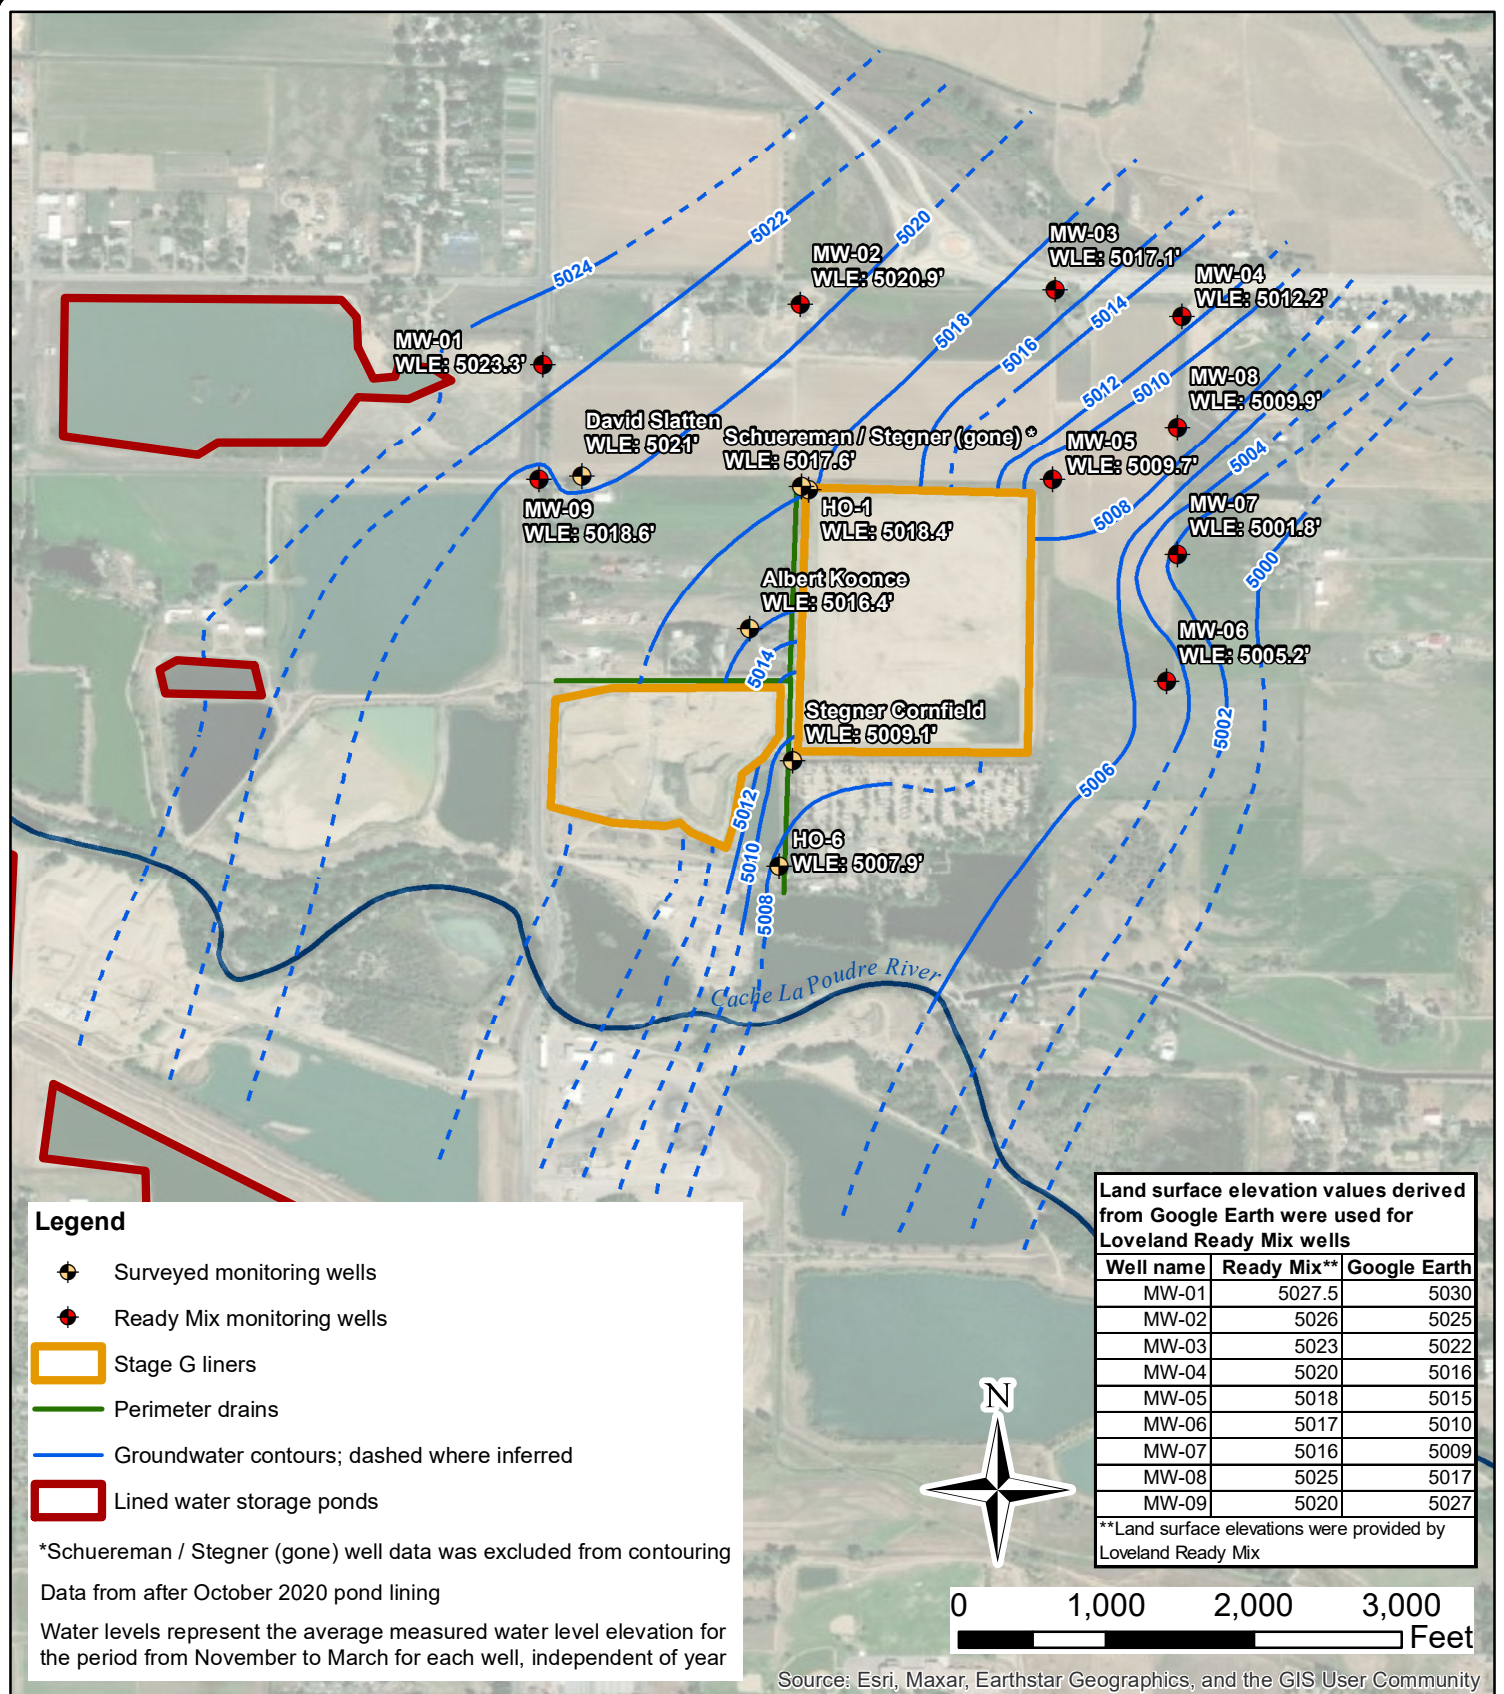 5024
5022
5020
MW-02
WLE: 5020.9'
MW-03
WLE: 5017.1'
MW-04
WLE: 5012.2'
5018
5016
5014
5012
5010
MW-01
WLE: 5023.3'
MW-08
WLE: 5009.9'
David Slatten
WLE: 5021'
Schuereman / Stegner (gone) *
WLE: 5017.6'
MW-05
WLE: 5009.7'
5004
MW-09
WLE: 5018.6'
HO-1
WLE: 5018.4'
5008
MW-07
WLE: 5001.8'
5000
Albert Koonce
WLE: 5016.4'
MW-06
WLE: 5005.2'
5014
Stegner Cornfield
WLE: 5009.1'
5002
5006
5012
5010
5008
HO-6
WLE: 5007.9'
Cache La Poudre River
Legend
Surveyed monitoring wells
Ready Mix monitoring wells
Stage G liners
Perimeter drains
Groundwater contours; dashed where inferred
Lined water storage ponds
*Schuereman / Stegner (gone) well data was excluded from contouring
Data from after October 2020 pond lining
Water levels represent the average measured water level elevation for
the period from November to March for each well, independent of year
Land surface elevation values derived
from Google Earth were used for
Loveland Ready Mix wells
Well name Ready Mix** Google Earth
MW-01 5027.5 5030
MW-02 5026 5025
MW-03 5023 5022
MW-04 5020 5016
MW-05 5018 5015
MW-06 5017 5010
MW-07 5016 5009
MW-08 5025 5017
MW-09 5020 5027
**Land surface elevations were provided by
Loveland Ready Mix
N
0 1,000 2,000 3,000
Feet
Source: Esri, Maxar, Earthstar Geographics, and the GIS User Community